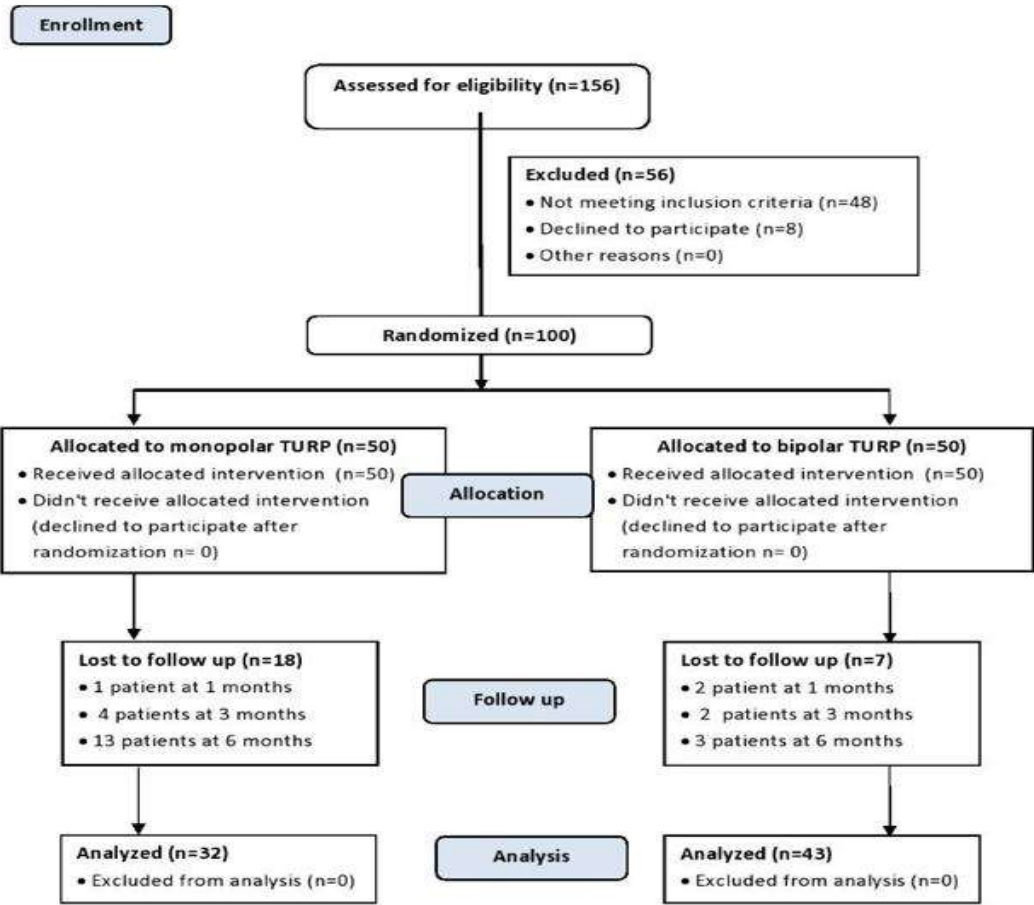 Enrollment
Assessed for eligibility (n=156)
Excluded (n=56)
• Not meeting inclusion criteria (n=48)
• Declined to participate (n=8)
• Other reasons (n=0)
Randomized (n=100)
Allocated to monopolar TURP (n=50)
• Received allocated intervention (n=50)
• Didn't receive allocated intervention
(declined to participate after
randomization n= 0)
Allocation
Allocated to bipolar TURP (n=50)
• Received allocated intervention (n=50)
• Didn't receive allocated intervention
(declined to participate after
randomization n= 0)
Lost to follow up (n=18)
• 1 patient at 1 months
• 4 patients at 3 months
• 13 patients at 6 months
Follow up
Lost to follow up (n=7)
• 2 patient at 1 months
• 2 patients at 3 months
• 3 patients at 6 months
Analyzed (n=32)
• Excluded from analysis (n=0)
Analysis
Analyzed (n=43)
• Excluded from analysis (n=0)